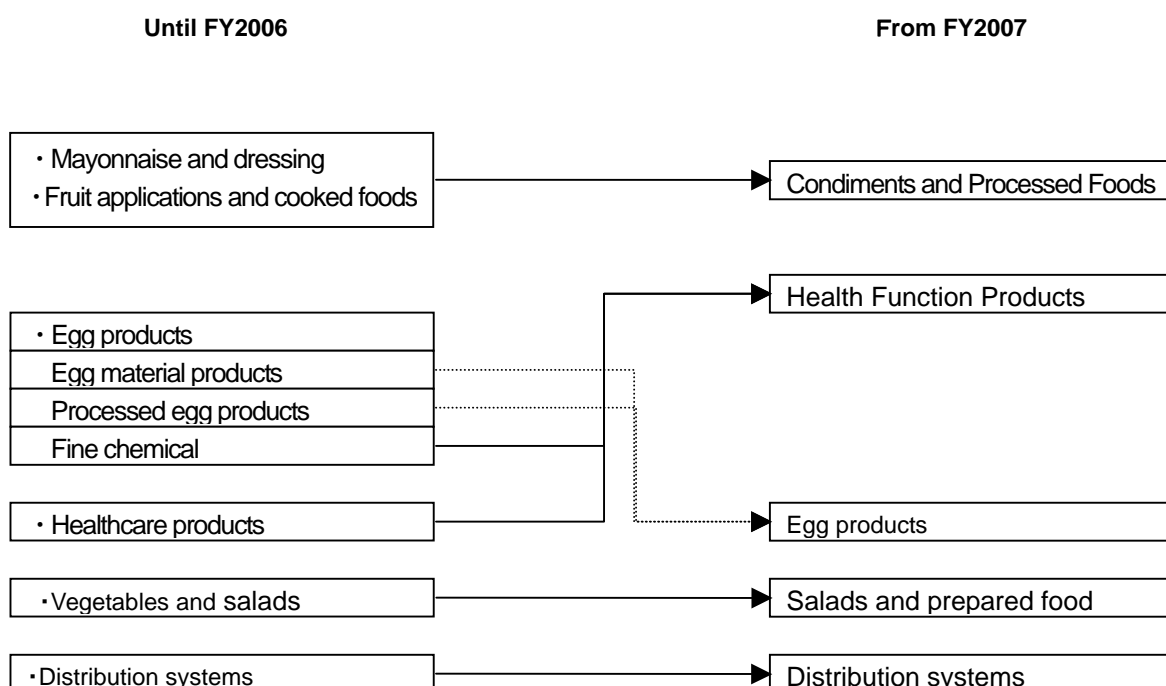 Until FY2006
From FY2007
・Mayonnaise and dressing
・Fruit applications and cooked foods
Condiments and Processed Foods
Health Function Products
・Egg products
Egg material products
Processed egg products
Fine chemical
・Healthcare products
Egg products
・Vegetables and salads
Salads and prepared food
・Distribution systems
Distribution systems